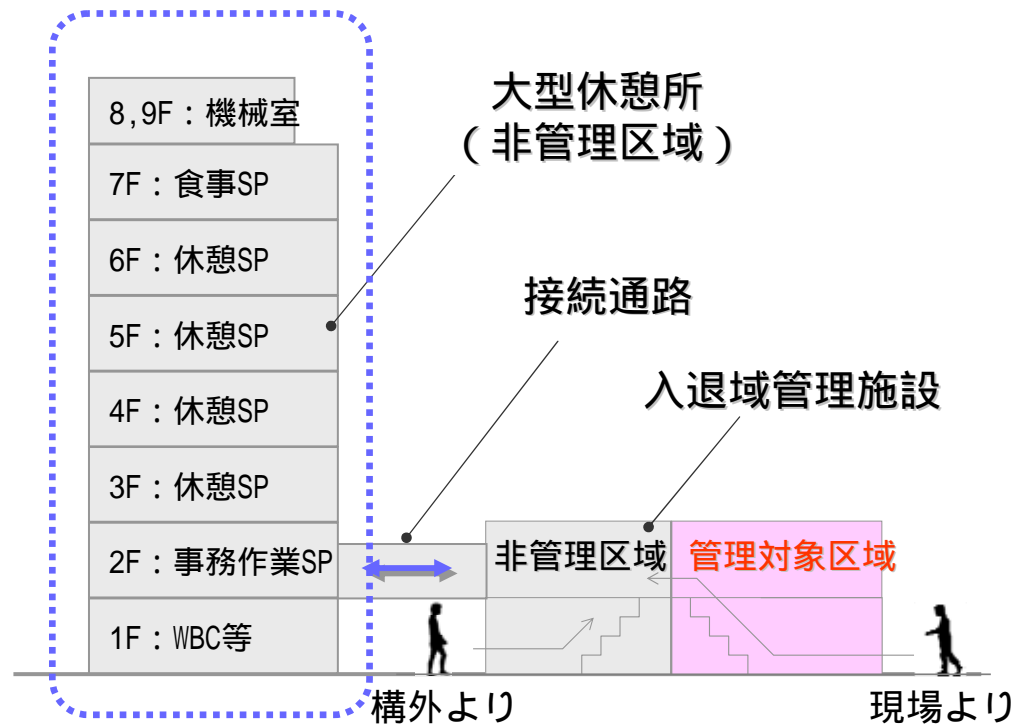 大型休憩所
(非管理区域)
8,9F:機械室
7F:食事SP
6F:休憩SP
5F:休憩SP
4F:休憩SP
3F:休憩SP
2F:事務作業SP
1F:WBC等
接続通路
入退域管理施設
非管理区域
管理対象区域
構外より
現場より